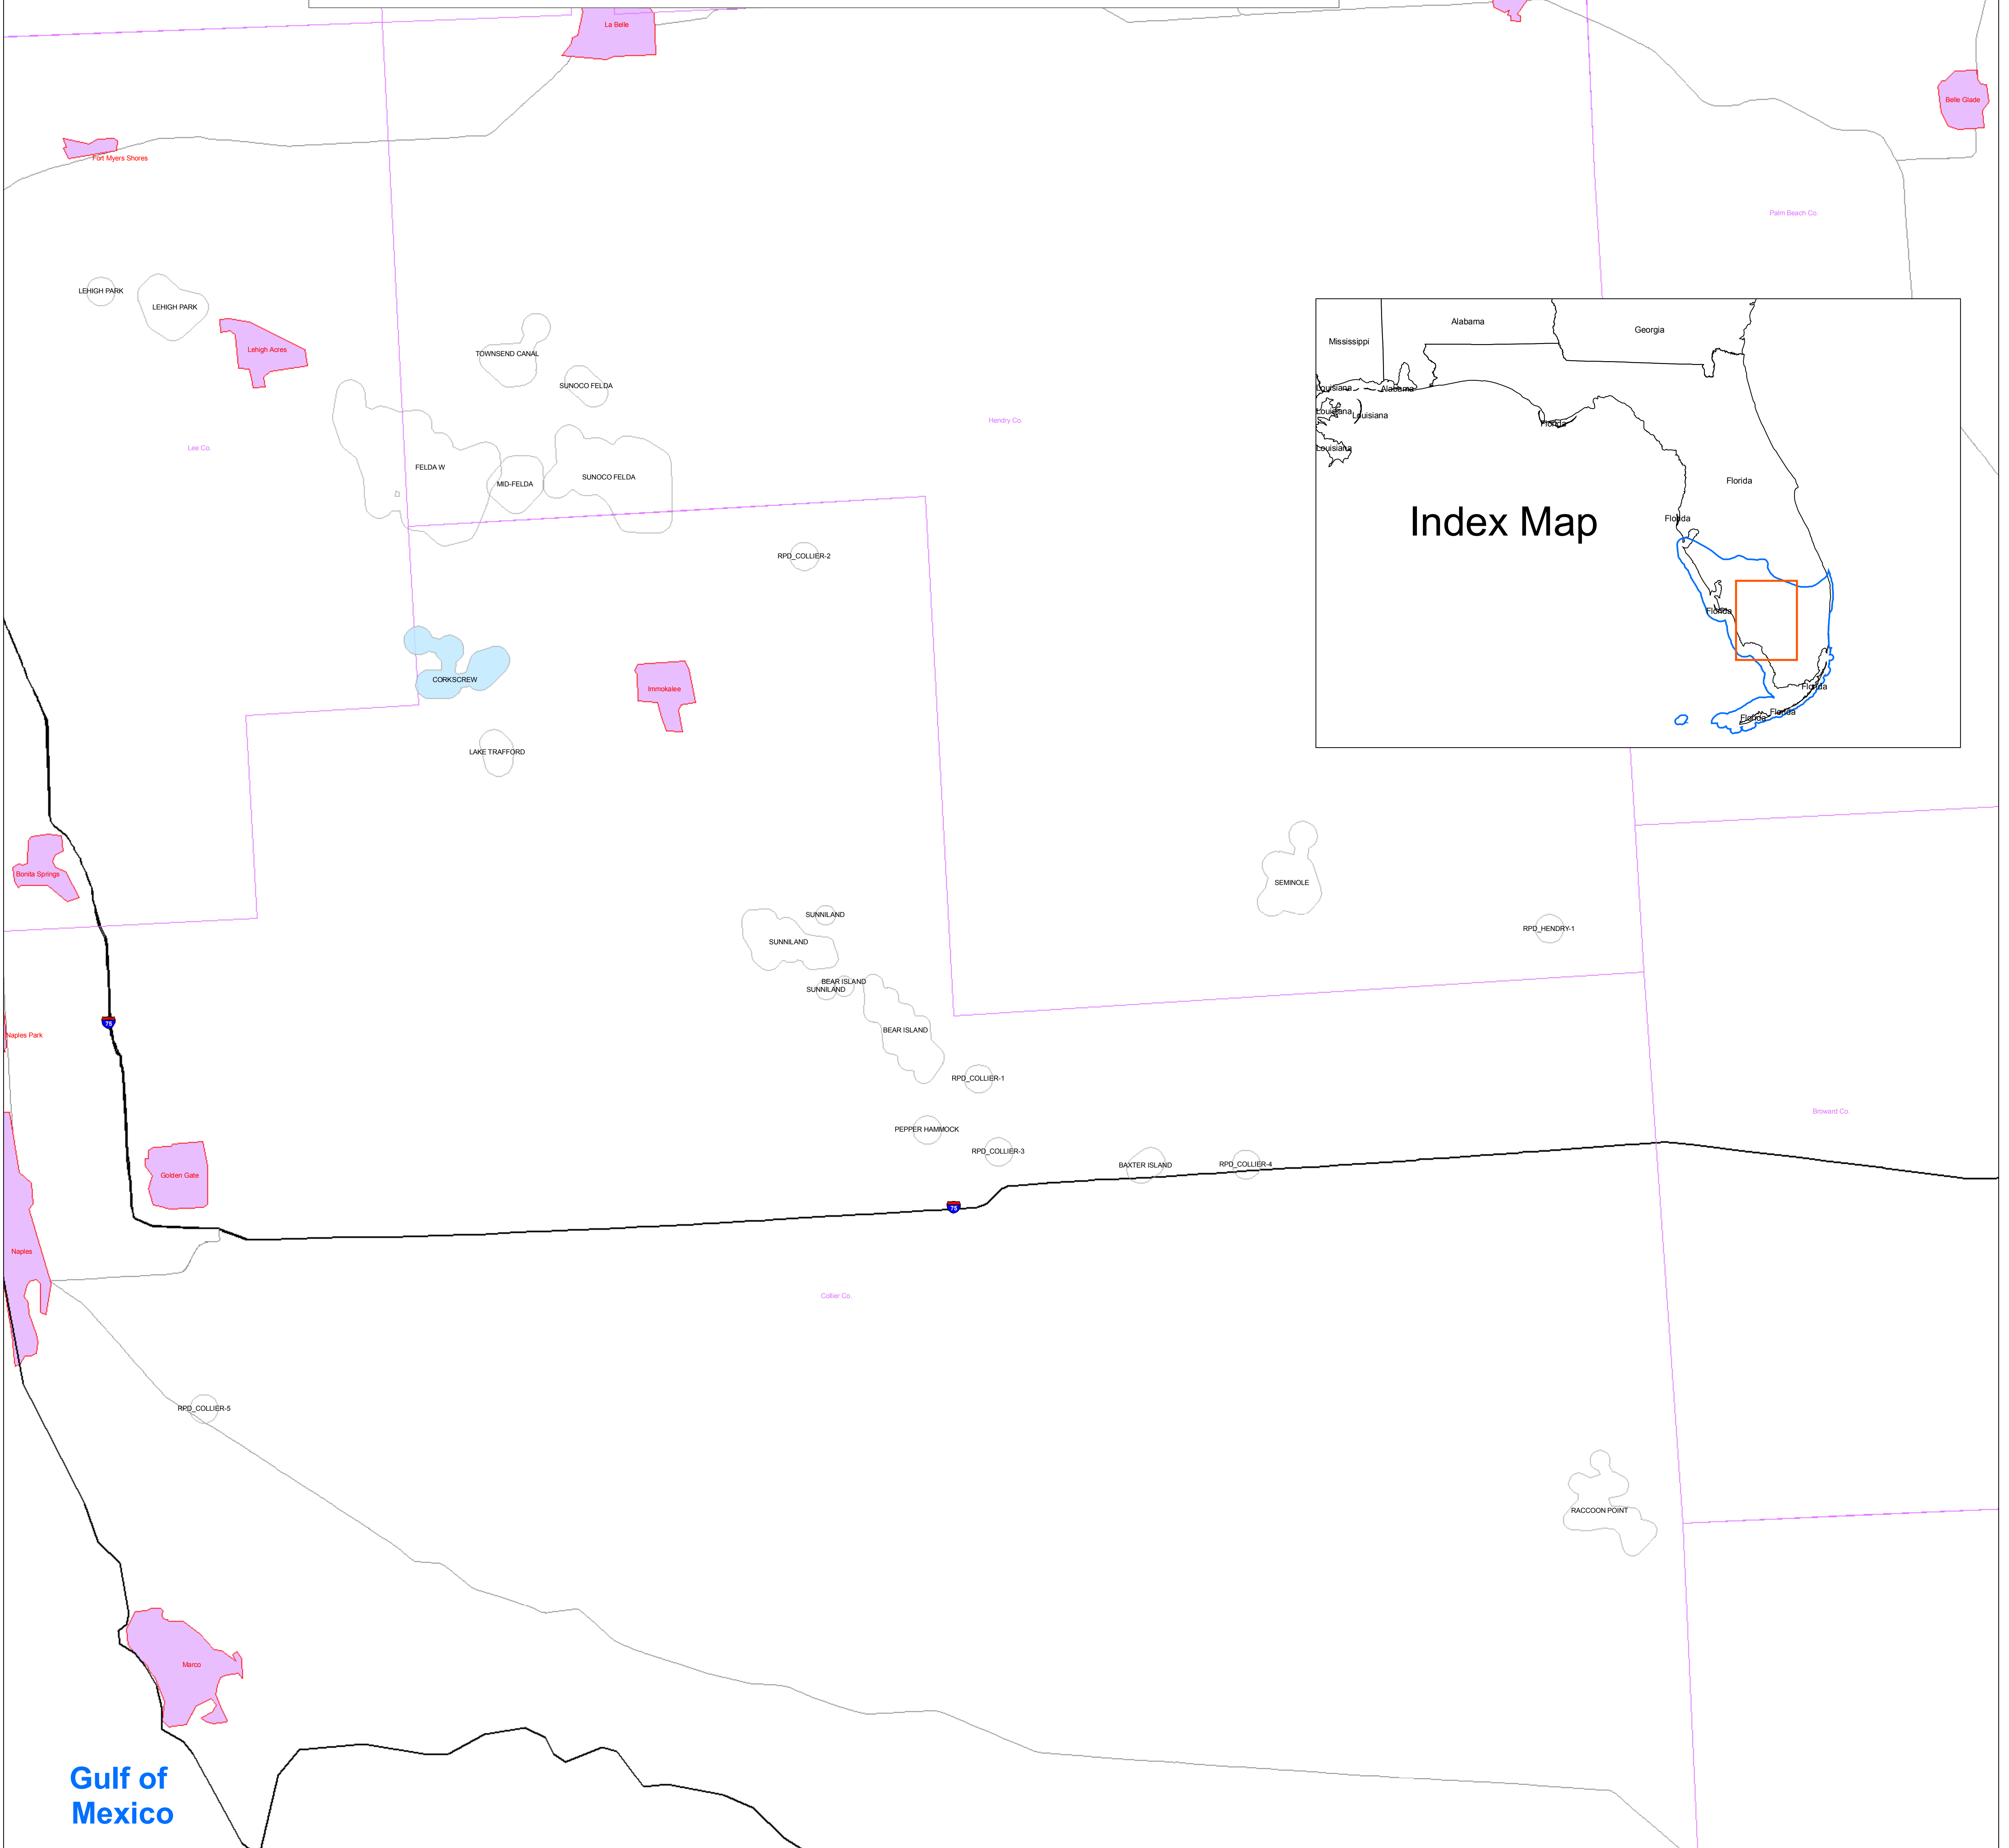 La Belle
Belle Glade
Fort Myers Shores
Palm Beach Co.
LEHIGH PARK
LEHIGH PARK
Lehigh Acres
TOWNSEND CANAL
SUNOCO FELDA
Hendry Co.
Lee Co.
FELDA W
MID-FELDA
SUNOCO FELDA
RPD_COLLIER-2
CORKSCREW
Immokalee
LAKE TRAFFORD
Mississippi
Alabama
Georgia
Louisiana
Alabama
Louisiana
Louisiana
Florida
Louisiana
Florida
Index Map
Florida
Florida
Florida
Florida
Florida
Bonita Springs
SEMINOLE
SUNNILAND
RPD_HENDRY-1
SUNNILAND
BEAR ISLAND
SUNNILAND
75
Naples Park
BEAR ISLAND
RPD_COLLIER-1
Broward Co.
PEPPER HAMMOCK
RPD_COLLIER-3
BAXTER ISLAND
RPD_COLLIER-4
Golden Gate
75
Naples
Collier Co.
RPD_COLLIER-5
RACCOON POINT
Marco
Gulf of
Mexico